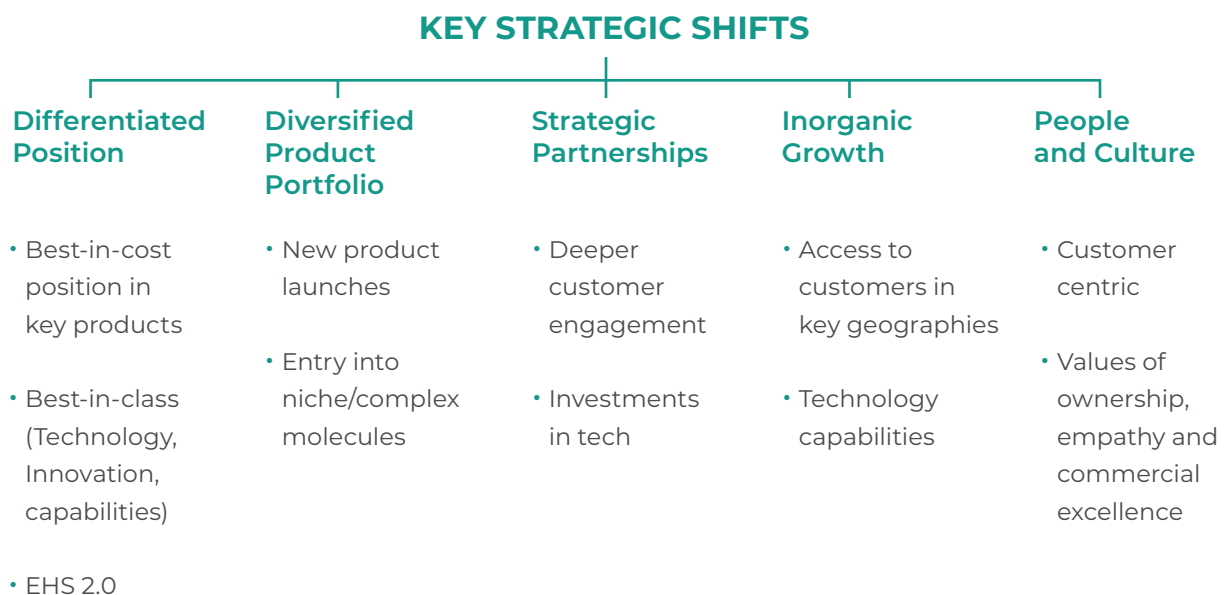 KEY STRATEGIC SHIFTS
Differentiated
Position
• Best-in-cost
position in
key products
• Best-in-class
(Technology,
Innovation,
capabilities)
• EHS 2.0
Diversified
Product
Portfolio
• New product
launches
• Entry into
niche/complex
molecules
Strategic
Partnerships
• Deeper
customer
engagement
• Investments
in tech
Inorganic
Growth
• Access to
customers in
key geographies
• Technology
capabilities
People
and Culture
• Customer
centric
• Values of
ownership,
empathy and
commercial
excellence